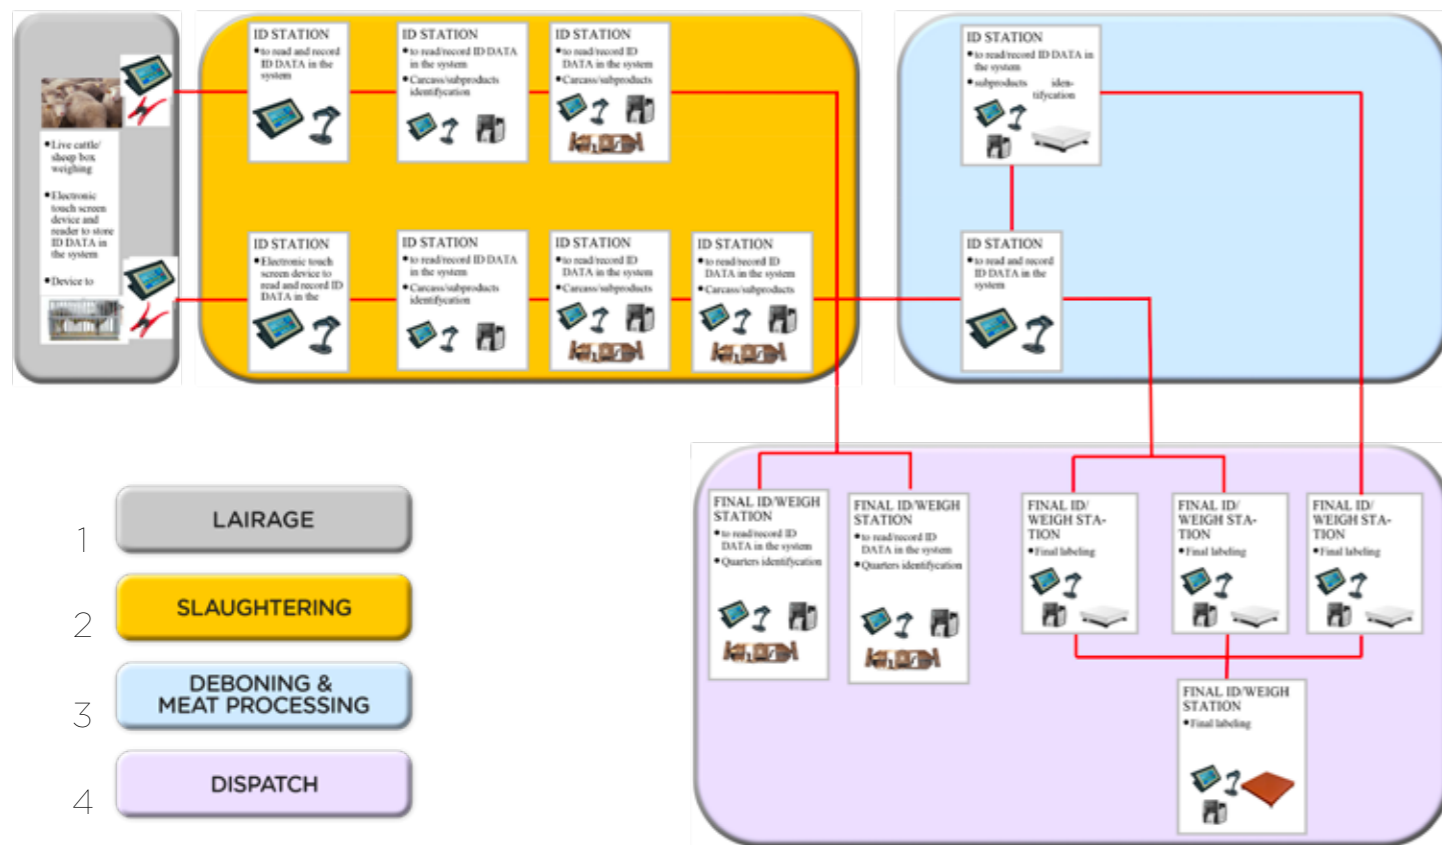 •Live cattle/
sheep box
weighing
•Electronic
touch screen
device and
reader to store
ID DATA in
the system
•Device to
ID STATION
•to read and record
ID DATA in the
system
ID STATION
•to read/record ID DATA
in the system
•Carcass/subproducts
identifycation
ID STATION
•to read/record ID
DATA in the system
•Carcass/subproducts
ID STATION
•Electronic touch
screen device to
read and record ID
DATA in the
ID STATION
•to read/record ID DATA
in the system
•Carcass/subproducts
identifycation
ID STATION
•to read/record ID
DATA in the system
•Carcass/subproducts
ID STATION
•to read/record ID
DATA in the system
•Carcass/subproducts
ID STATION
•to read/record ID DATA in
the system
•subproducts iden-
tifycation
ID STATION
•to read and record
ID DATA in the
system
FINAL ID/WEIGH
STATION
•to read/record ID
DATA in the system
•Quarters identifycation
FINAL ID/WEIGH
STATION
•to read/record ID
DATA in the system
•Quarters identifycation
FINAL ID/
WEIGH STA-
TION
•Final labeling
FINAL ID/
WEIGH STA-
TION
•Final labeling
FINAL ID/
WEIGH STA-
TION
•Final labeling
FINAL ID/WEIGH
STATION
•Final labeling
1 LAIRAGE
2 SLAUGHTERING
3 DEBONING &
MEAT PROCESSING
4 DISPATCH